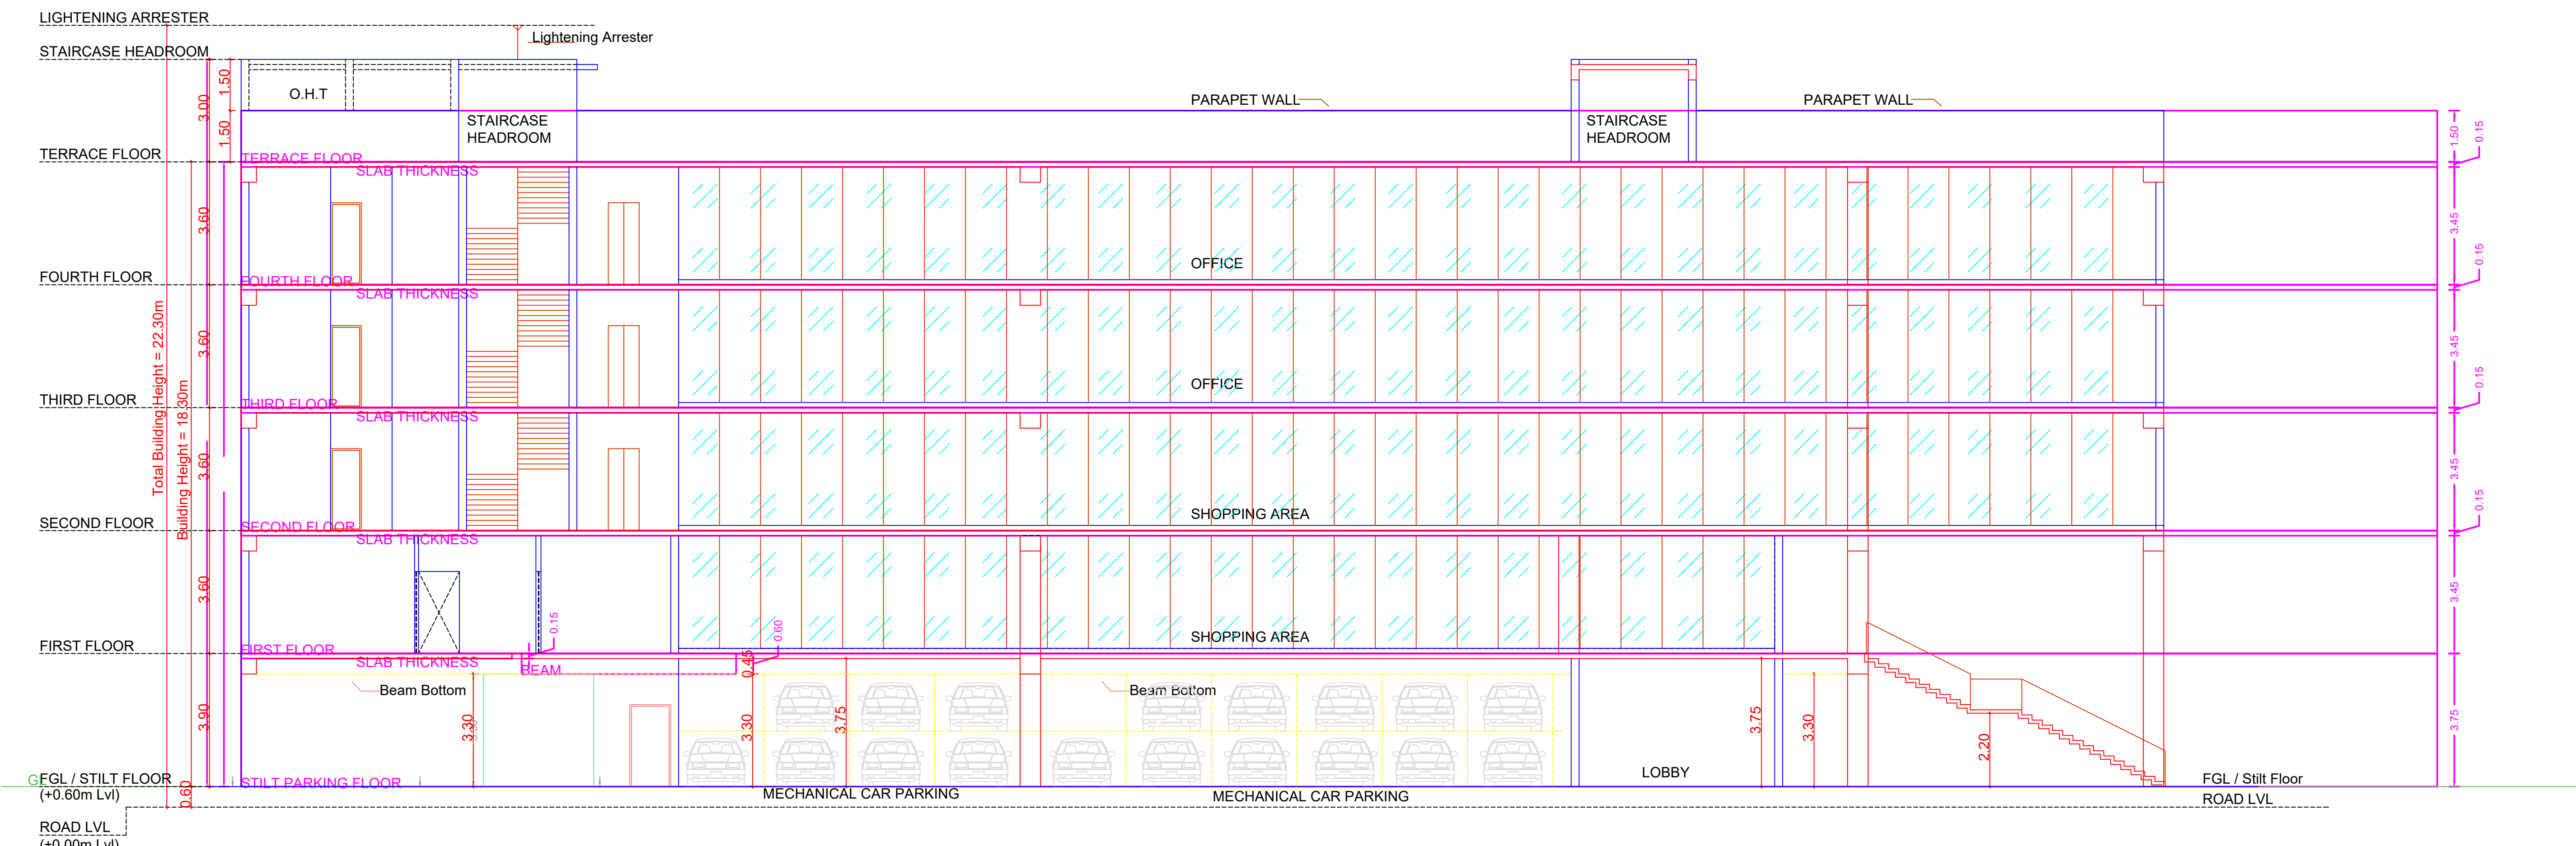 LIGHTENING ARRESTER
Lightening Arrester
STAIRCASE HEADROOM
1.50
3.00
O.H.T
PARAPET WALL
PARAPET WALL
1.50
STAIRCASE
HEADROOM
STAIRCASE
HEADROOM
1.50
0.15
TERRACE FLOOR
TERRACE FLOOR
SLAB THICKNESS
3.60
3.45
OFFICE
0.15
FOURTH FLOOR
FOURTH FLOOR
SLAB THICKNESS
Total Building Height = 22.30m
Building Height = 18.30m
3.60
3.45
OFFICE
0.15
THIRD FLOOR
THIRD FLOOR
SLAB THICKNESS
3.60
3.45
SHOPPING AREA
0.15
SECOND FLOOR
SECOND FLOOR
SLAB THICKNESS
3.60
3.45
0.15
0.60
SHOPPING AREA
FIRST FLOOR
FIRST FLOOR
SLAB THICKNESS
BEAM
0.45
Beam Bottom
Beam Bottom
3.90
3.30
3.30
3.75
3.75
3.30
2.20
3.75
LOBBY
FGL / STILT FLOOR
(+0.60m Lvl)
STILT PARKING FLOOR
0.60
MECHANICAL CAR PARKING
MECHANICAL CAR PARKING
FGL / Stilt Floor
ROAD LVL
ROAD LVL
(±0.00m Lvl)